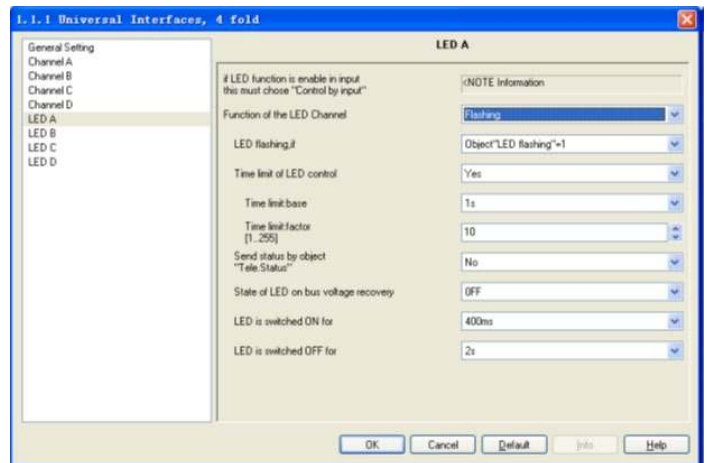 1.1.1 Universal Interfaces, 4 fold
General Setting
Channel A
Channel B
Channel C
Channel D
LED A
LED B
LED C
LED D
LED A
if LED function is enable in input
this must chose "Control by input"
<NOTE Information
Function of the LED Channel
Flashing
LED flashing,if
Object"LED flashing"=1
Time limit of LED control
Yes
Time limit:base
1s
Time limit:factor
[1..255]
10
Send status by object
"Tele.Status"
No
State of LED on bus voltage recovery
OFF
LED is switched ON for
400ms
LED is switched OFF for
2s
OK
Cancel
Default
Info
Help